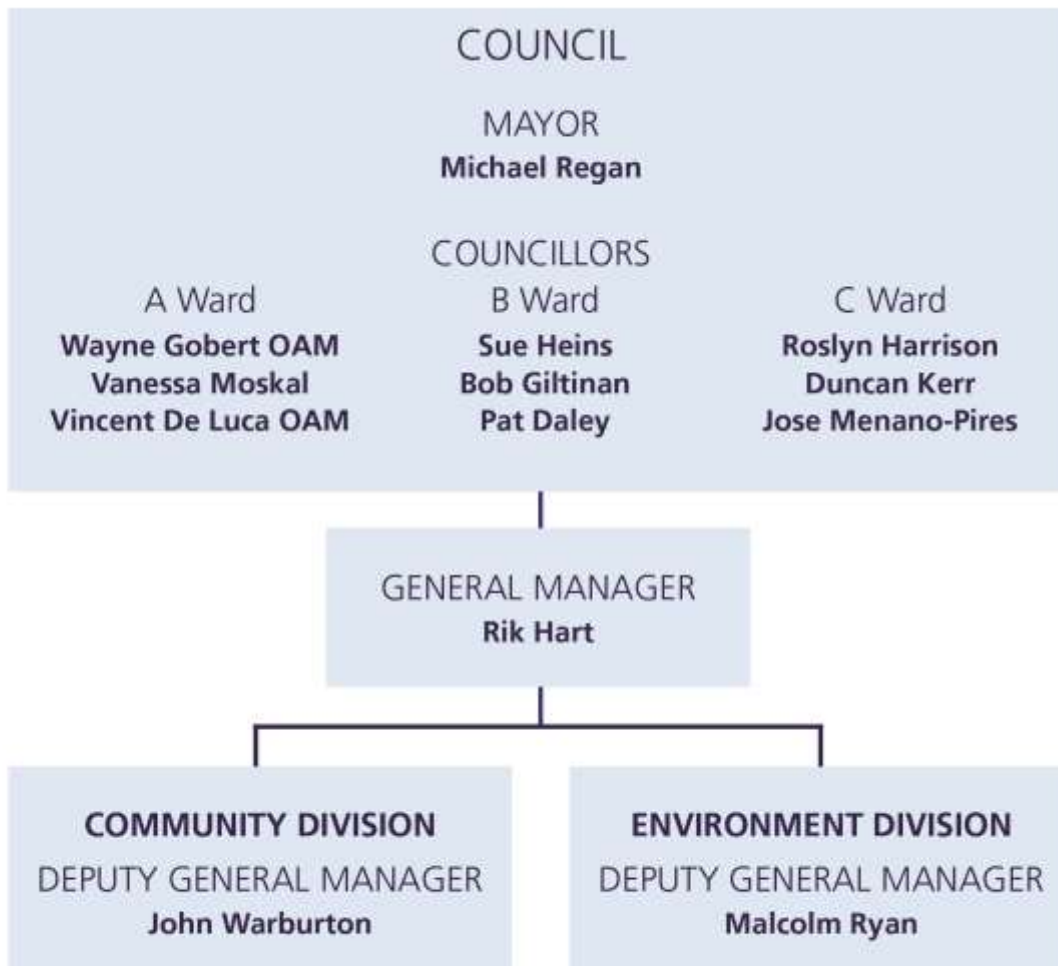 COUNCIL
MAYOR
Michael Regan
COUNCILLORS
A Ward
Wayne Gobert OAM
Vanessa Moskal
Vincent De Luca OAM
B Ward
Sue Heins
Bob Giltinan
Pat Daley
C Ward
Roslyn Harrison
Duncan Kerr
Jose Menano-Pires
GENERAL MANAGER
Rik Hart
COMMUNITY DIVISION
DEPUTY GENERAL MANAGER
John Warburton
ENVIRONMENT DIVISION
DEPUTY GENERAL MANAGER
Malcolm Ryan